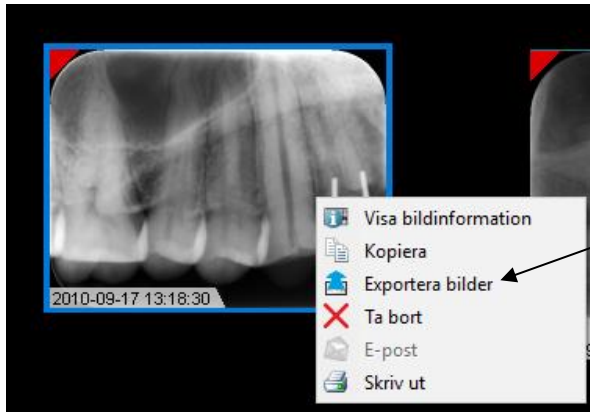 2010-09-17 13:18:30
Visa bildinformation
Kopiera
Exportera bilder
Ta bort
E-post
Skriv ut